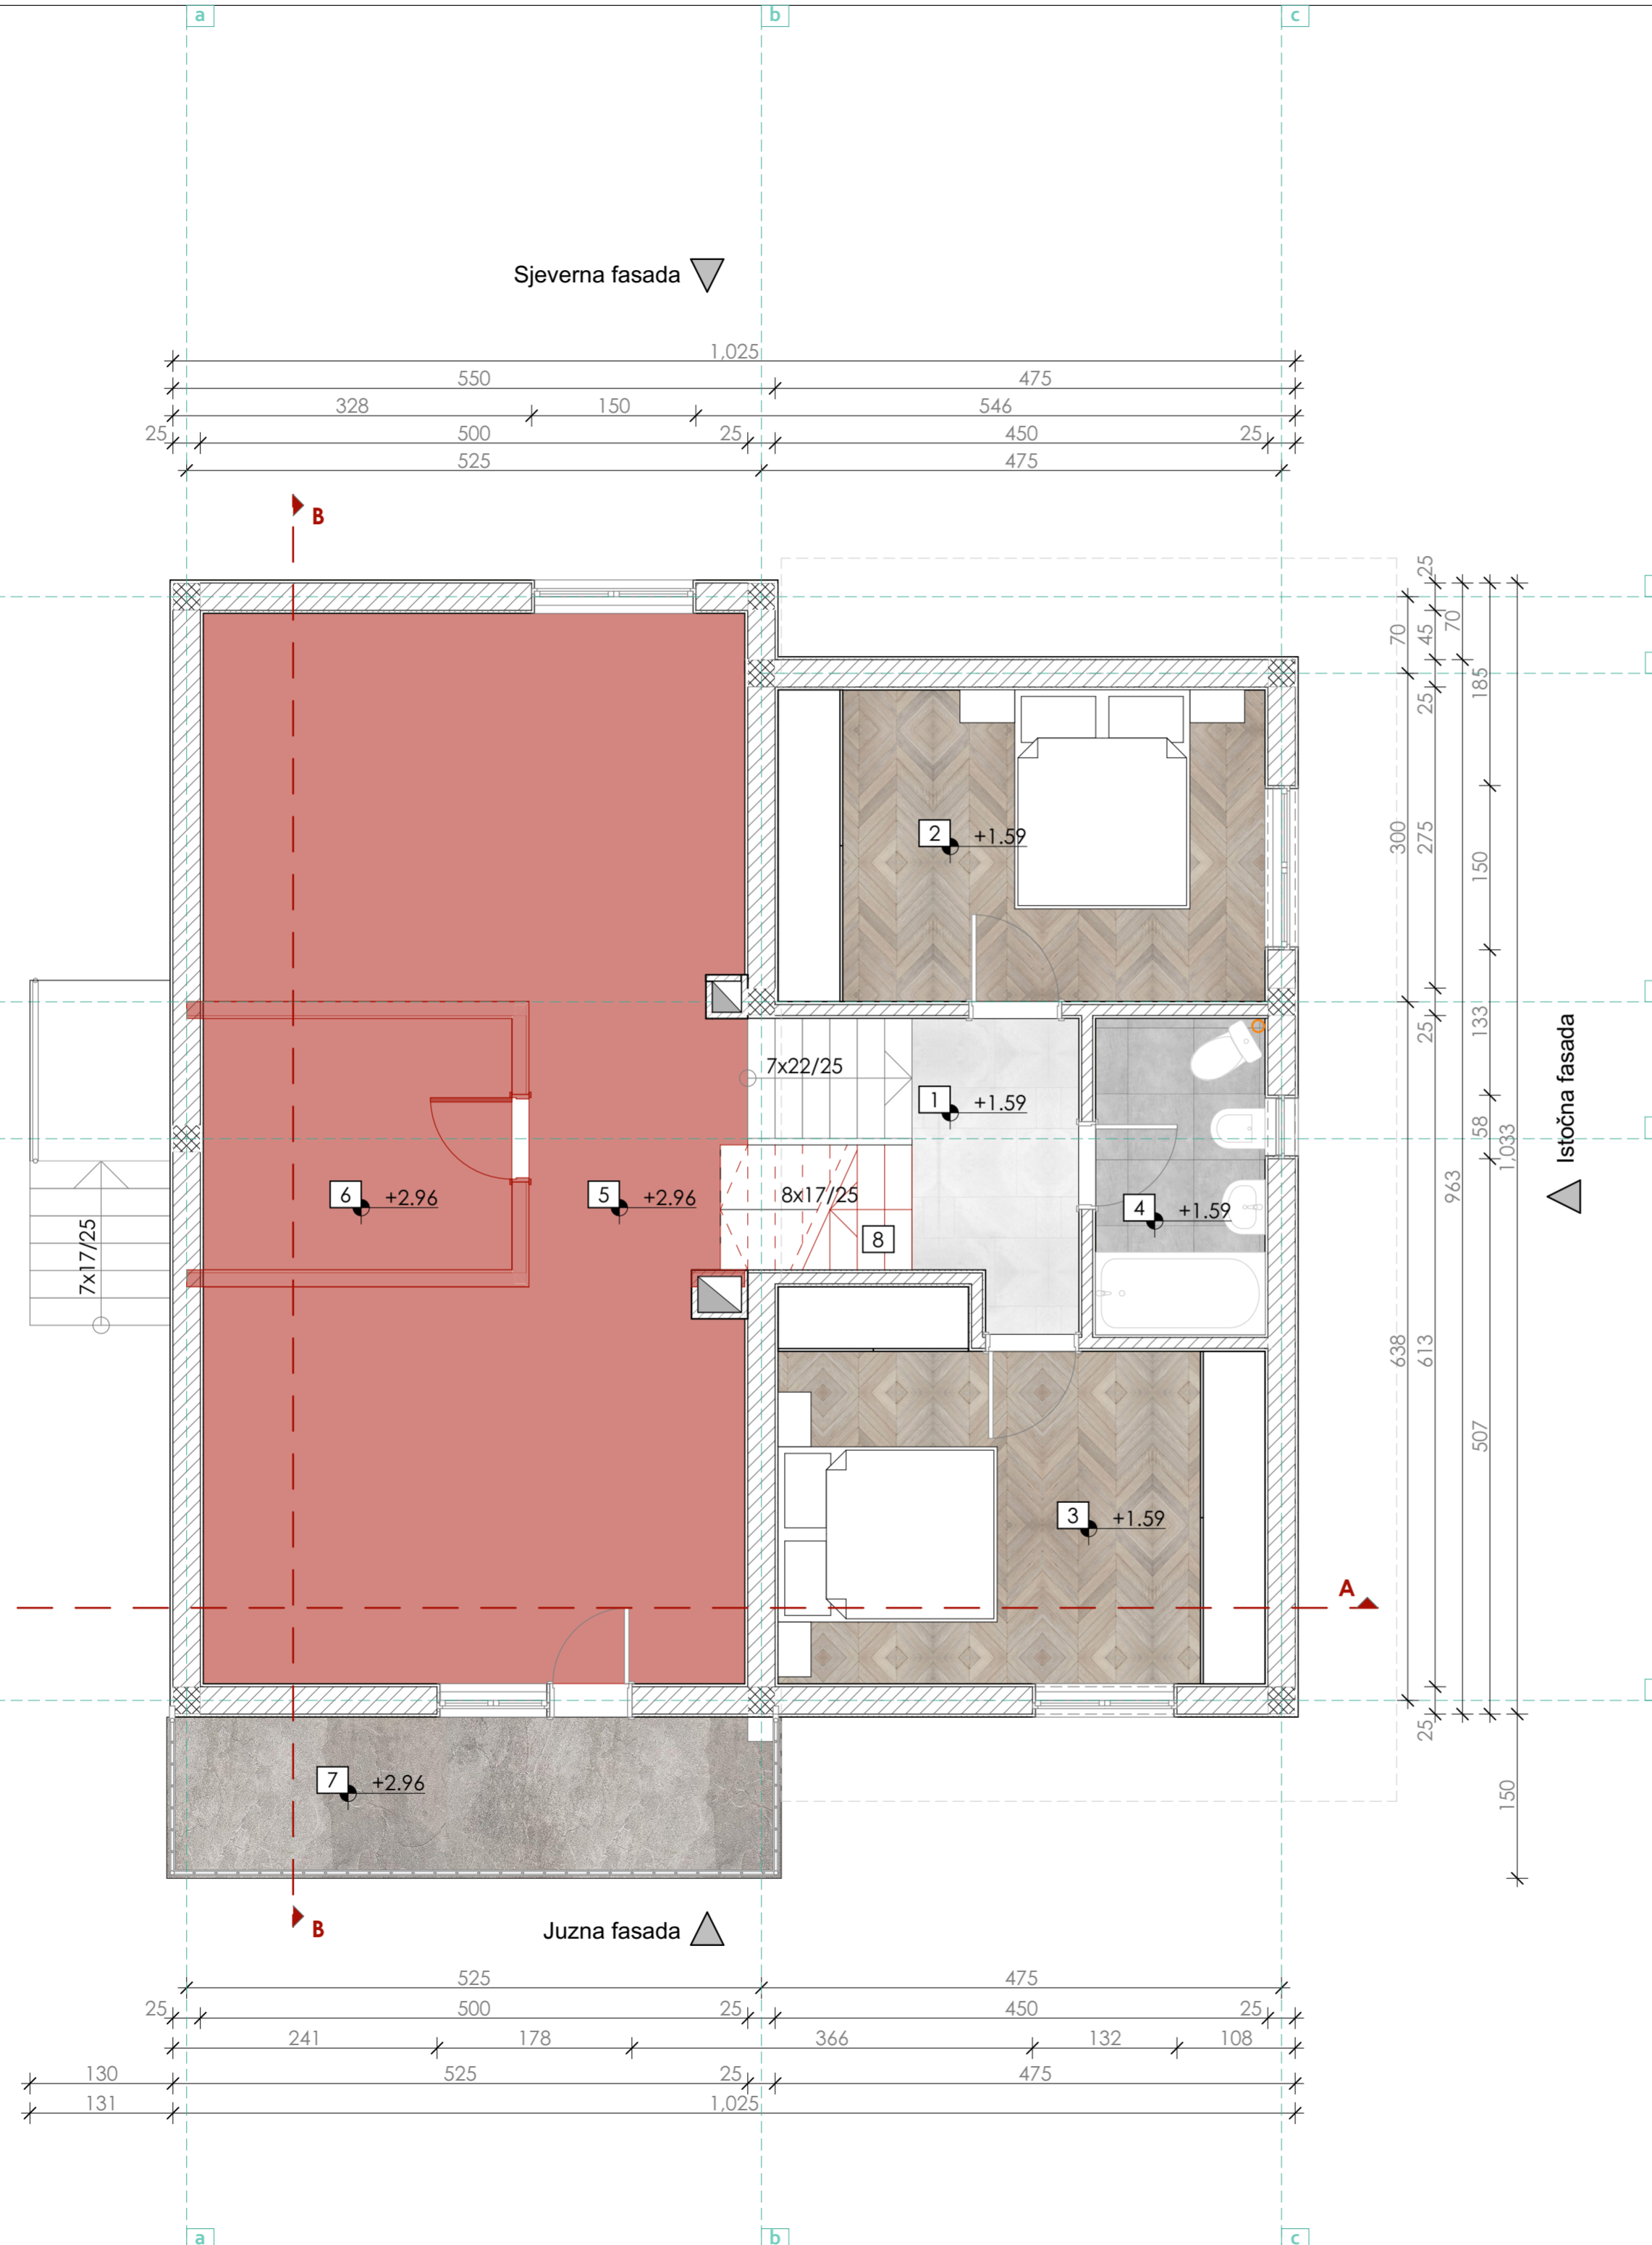 a b c
Sjeverna fasada
1,025
550 475
328 150 546
25 500 25 450 25
525 475
B
25
70 45 70
25 185
300 275 150
2 +1.59
25 133
7x22/25
1 +1.59
Istočna fasada
58
1,033
963
6 +2.96
5 +2.96
8x17/25
4 +1.59
8
7x17/25
638 613
507
3 +1.59
A
25
7 +2.96
150
B
Juzna fasada
525 475
25 500 25 450 25
241 178 366 132 108
130 525 25 475
131 1,025
a b c